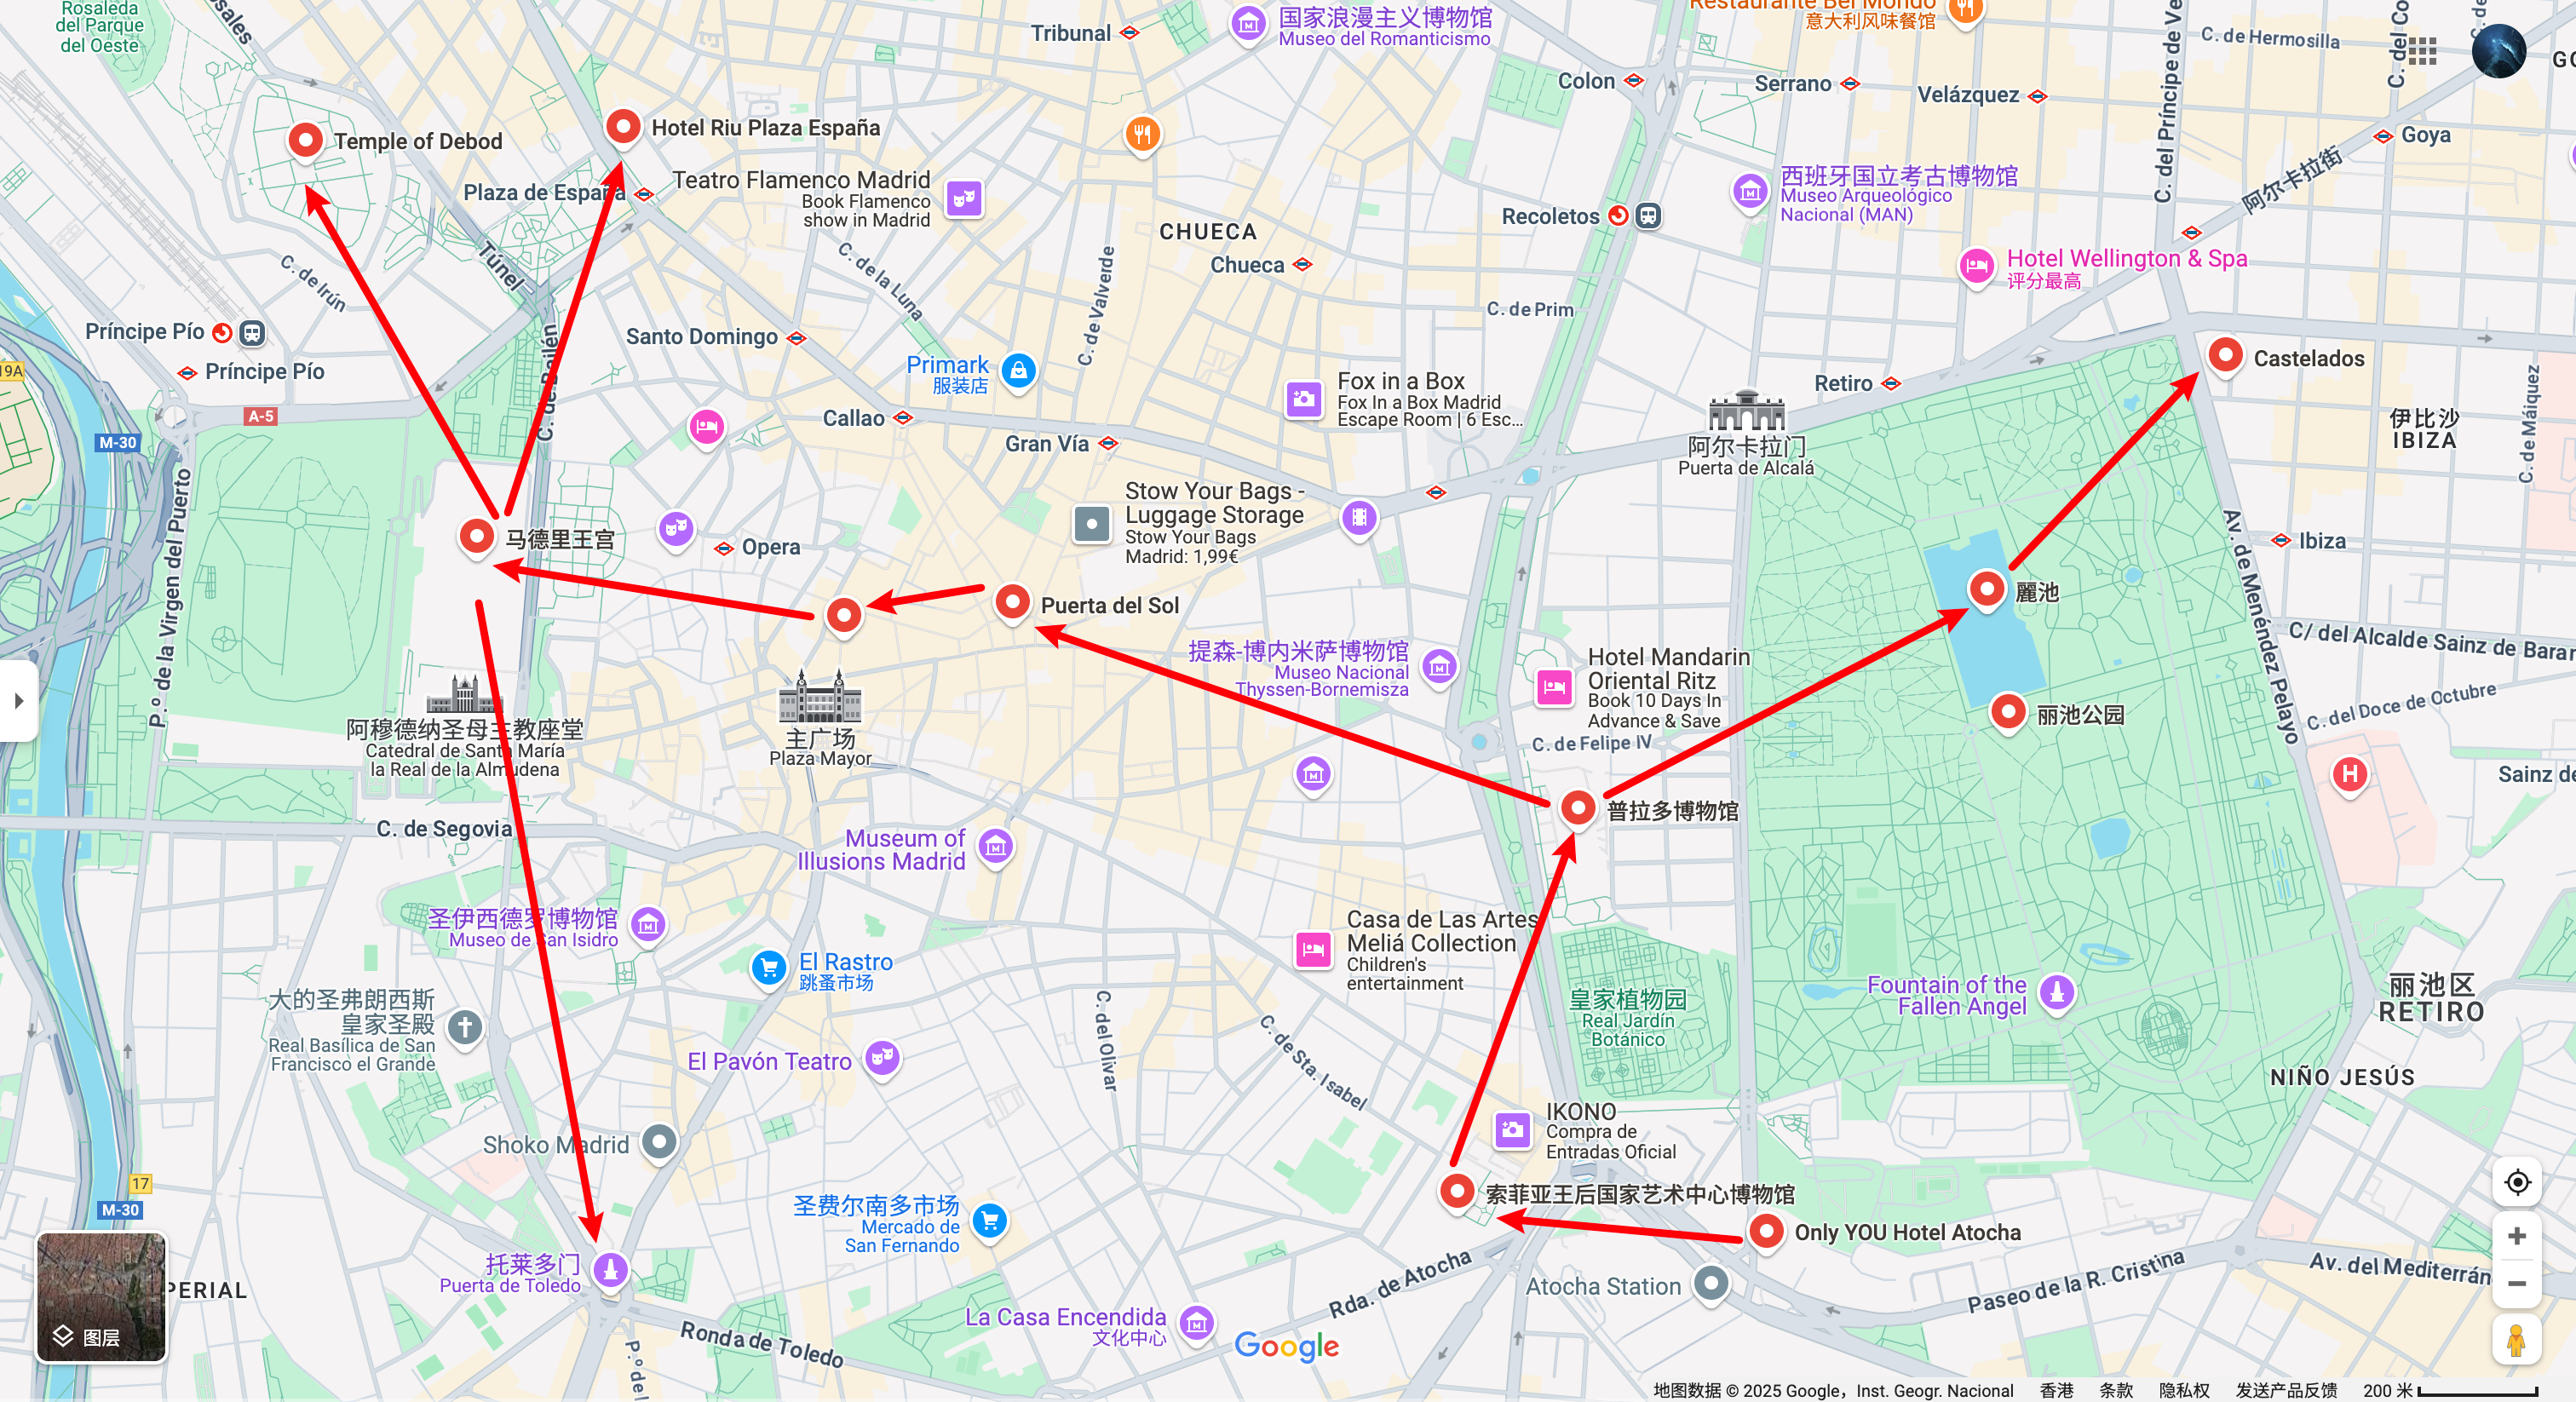 Rosaleda
del Parque
del Oeste
Tribunal
国家浪漫主义博物馆
Museo del Romanticismo
Restaurante Bel Mondo
意大利风味餐馆
C. de Hermosilla
Colon
Serrano
Velázquez
C. del Príncipe de Ve
Goya
阿尔卡拉街
Temple of Debod
Hotel Riu Plaza España
Plaza de España
Teatro Flamenco Madrid
Book Flamenco
show in Madrid
CHUECA
Chueca
Recoletos
西班牙国立考古博物馆
Museo Arqueológico
Nacional (MAN)
Hotel Wellington & Spa
评分最高
Túnel
C. de Irún
C. de la Luna
C. de Valverde
C. de Prim
Príncipe Pío
Príncipe Pío
C. de Bailén
Santo Domingo
Primark
服装店
Callao
Gran Vía
Fox in a Box
Fox In a Box Madrid
Escape Room | 6 Esc...
Retiro
Castelados
阿尔卡拉门
Puerta de Alcalá
伊比沙
IBIZA
C. de Máiquez
19A
A-5
M-30
P.º de la Virgen del Puerto
马德里王宫
Opera
Stow Your Bags -
Luggage Storage
Stow Your Bags
Madrid: 1,99€
Puerta del Sol
Ibiza
Av. de Menéndez Pelayo
麗池
C/ del Alcalde Sainz de Baran
C. del Doce de Octubre
丽池公园
提森-博内米萨博物馆
Museo Nacional
Thyssen-Bornemisza
Hotel Mandarin
Oriental Ritz
Book 10 Days In
Advance & Save
C. de Felipe IV
阿穆德纳圣母主教座堂
Catedral de Santa María
la Real de la Almudena
主广场
Plaza Mayor
普拉多博物馆
H
Sainz de
C. de Segovia
Museum of
Illusions Madrid
圣伊西德罗博物馆
Museo de San Isidro
El Rastro
跳蚤市场
Casa de Las Artes
Meliá Collection
Children's
entertainment
皇家植物园
Real Jardín
Botánico
Fountain of the
Fallen Angel
丽池区
RETIRO
大的圣弗朗西斯
皇家圣殿
Real Basílica de San
Francisco el Grande
El Pavón Teatro
C. del Olivar
C. de Sta. Isabel
NIÑO JESÚS
IKONO
Compra de
Entradas Oficial
Shoko Madrid
17
M-30
圣费尔南多市场
Mercado de
San Fernando
索菲亚王后国家艺术中心博物馆
Only YOU Hotel Atocha
Atocha Station
Rda. de Atocha
Paseo de la R. Cristina
Av. del Mediterrán
托莱多门
Puerta de Toledo
PERIAL
图层
La Casa Encendida
文化中心
Ronda de Toledo
P.º del
Google
地图数据 © 2025 Google，Inst. Geogr. Nacional 香港 条款 隐私权 发送产品反馈 200 米